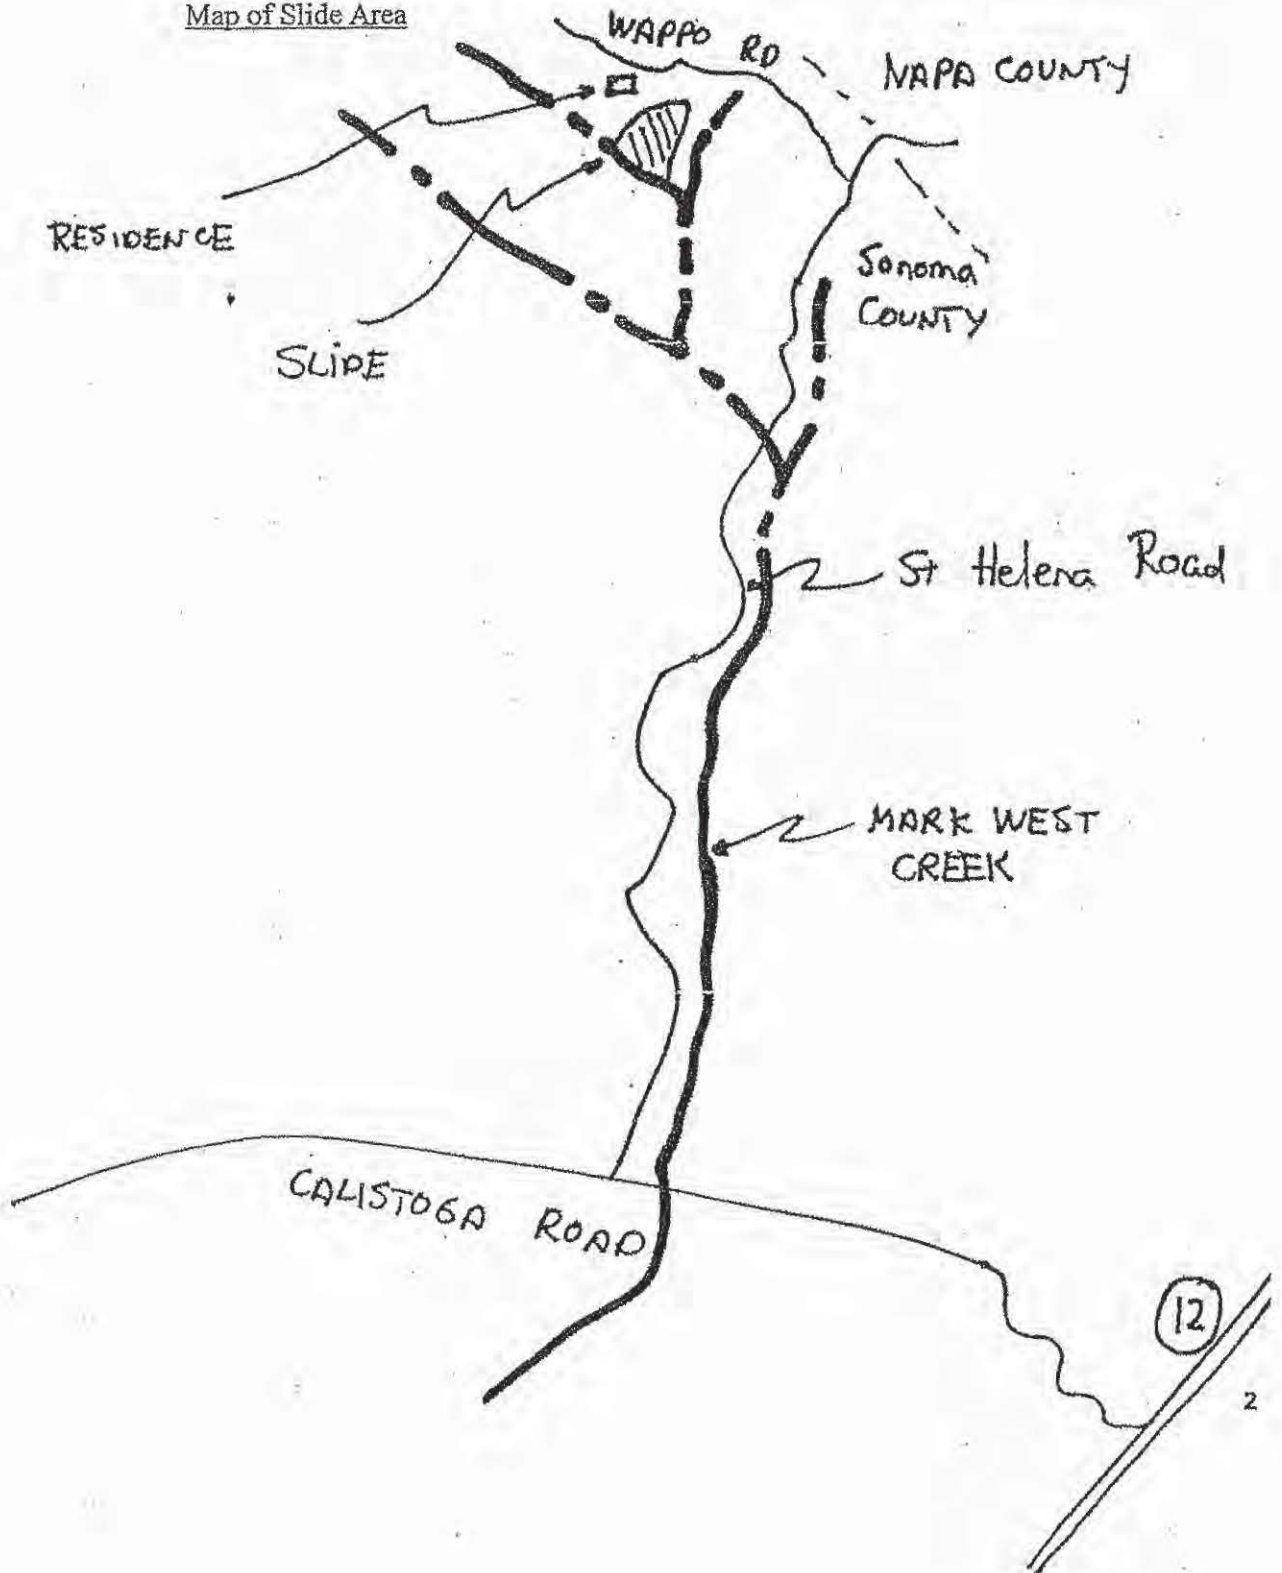 Map of Slide Area
WAPPO RD
NAPA COUNTY
RESIDENCE
Sonoma
COUNTY
SLIDE
St Helena Road
MARK WEST
CREEK
CALISTOGA ROAD
12
2